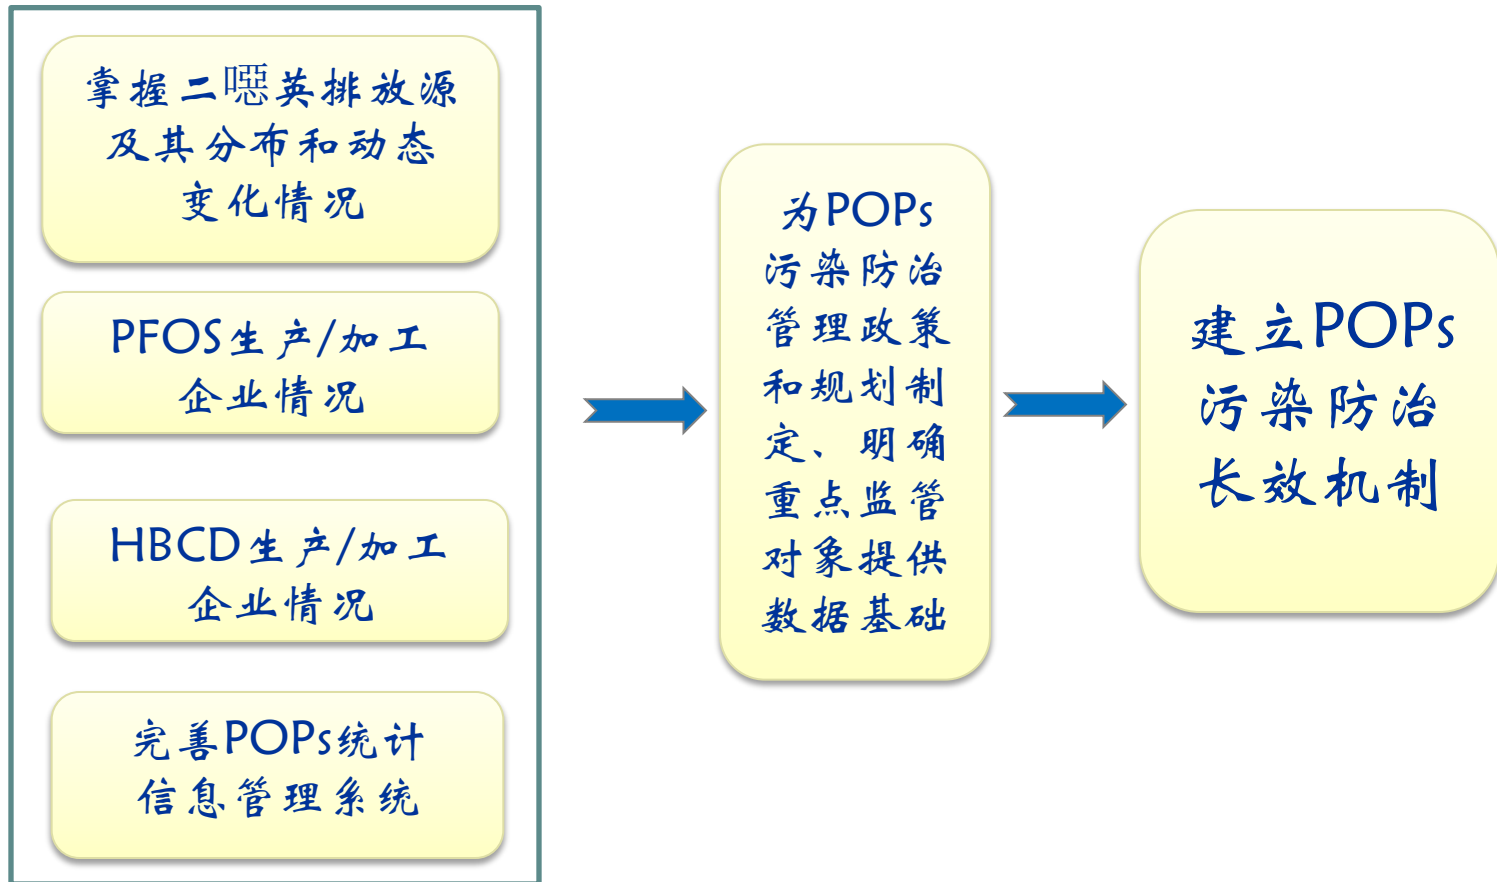 掌握二噁英排放源
及其分布和动态
变化情况
PFOS生产/加工
企业情况
HBCD生产/加工
企业情况
完善POPs统计
信息管理系统
为POPs
污染防治
管理政策
和规划制
定、明确
重点监管
对象提供
数据基础
建立POPs
污染防治
长效机制